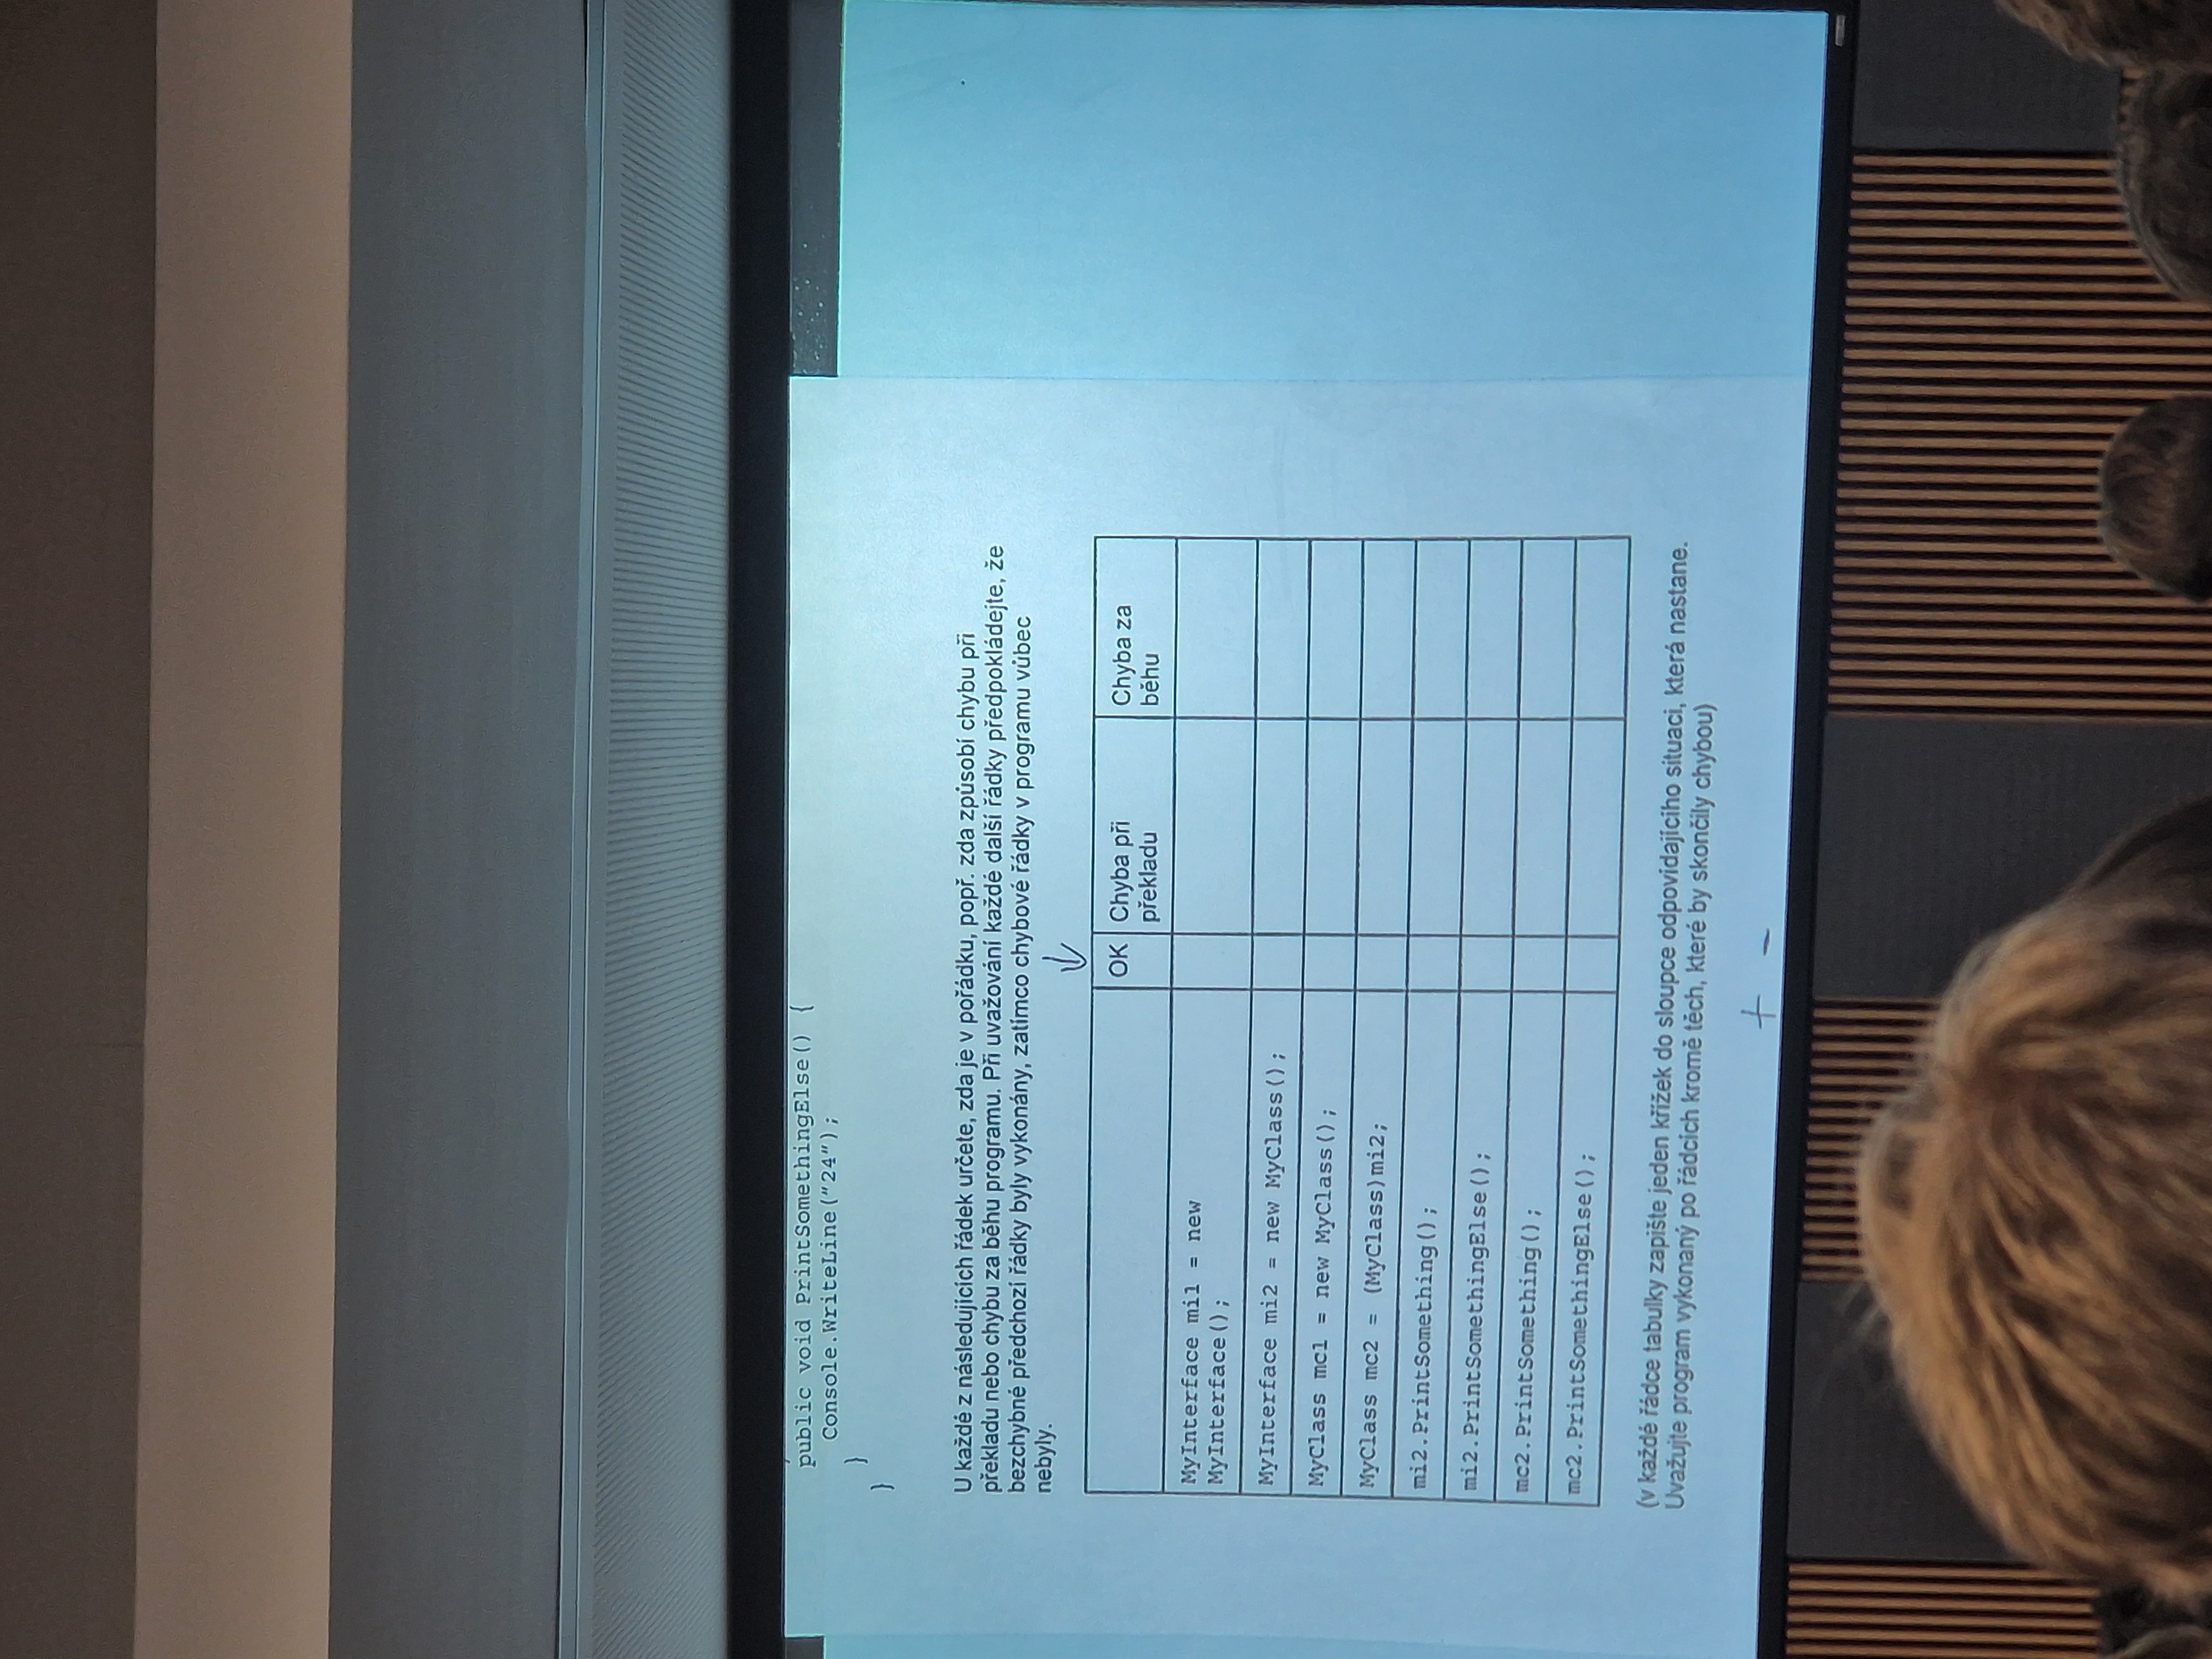 public void PrintSomethingElse() {
Console.WriteLine("24");
}
}
U každé z následujících řádek určete, zda je v pořádku, popř. zda způsobí chybu při
překladu nebo chybu za běhu programu. Při uvažování každé další řádky předpokládejte, že
bezchybné předchozí řádky byly vykonány, zatímco chybové řádky v programu vůbec
nebyly.
OK
Chyba při
překladu
Chyba za
běhu
MyInterface mi1 = new
MyInterface();
MyInterface mi2 = new MyClass();
MyClass mc1 = new MyClass();
MyClass mc2 = (MyClass)mi2;
mi2.PrintSomething();
mi2.PrintSomethingElse();
mc2.PrintSomething();
mc2.PrintSomethingElse();
(v každé řádce tabulky zapište jeden křížek do sloupce odpovídajícího situaci, která nastane.
Uvažujte program vykonaný po řádcích kromě těch, které by skončily chybou)
+ -